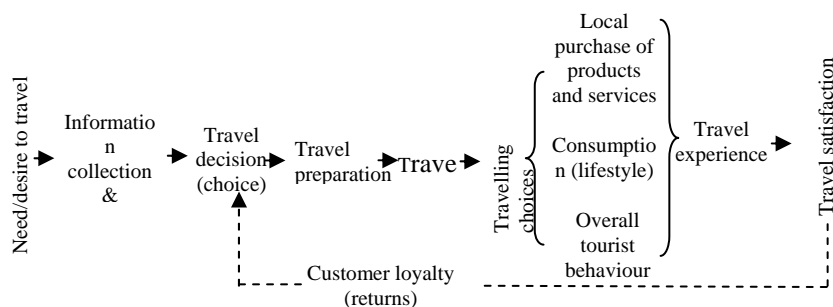 Need/desire to travel
Informatio
n
collection
&
Travel
decision
(choice)
Travel
preparation
Trave
Travelling
choices
Local
purchase of
products
and services
Consumptio
n (lifestyle)
Overall
tourist
behaviour
Travel
experience
Travel satisfaction
Customer loyalty
(returns)